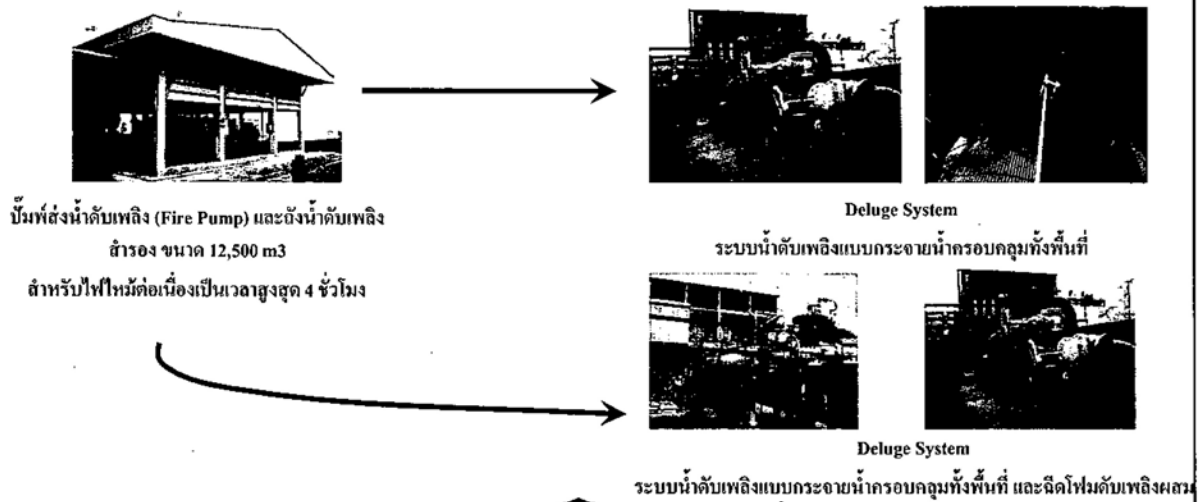 ปั๊มพ์ส่งน้ำดับเพลิง (Fire Pump) และถังน้ำดับเพลิง
สำรอง ขนาด 12,500 m3
สำหรับไฟไหม้ต่อเนื่องเป็นเวลาสูงสุด 4 ชั่วโมง
Deluge System
ระบบน้ำดับเพลิงแบบกระจายน้ำครอบคลุมทั้งพื้นที่
Deluge System
ระบบน้ำดับเพลิงแบบกระจายน้ำครอบคลุมทั้งพื้นที่ และฉีดโฟมดับเพลิงผสม